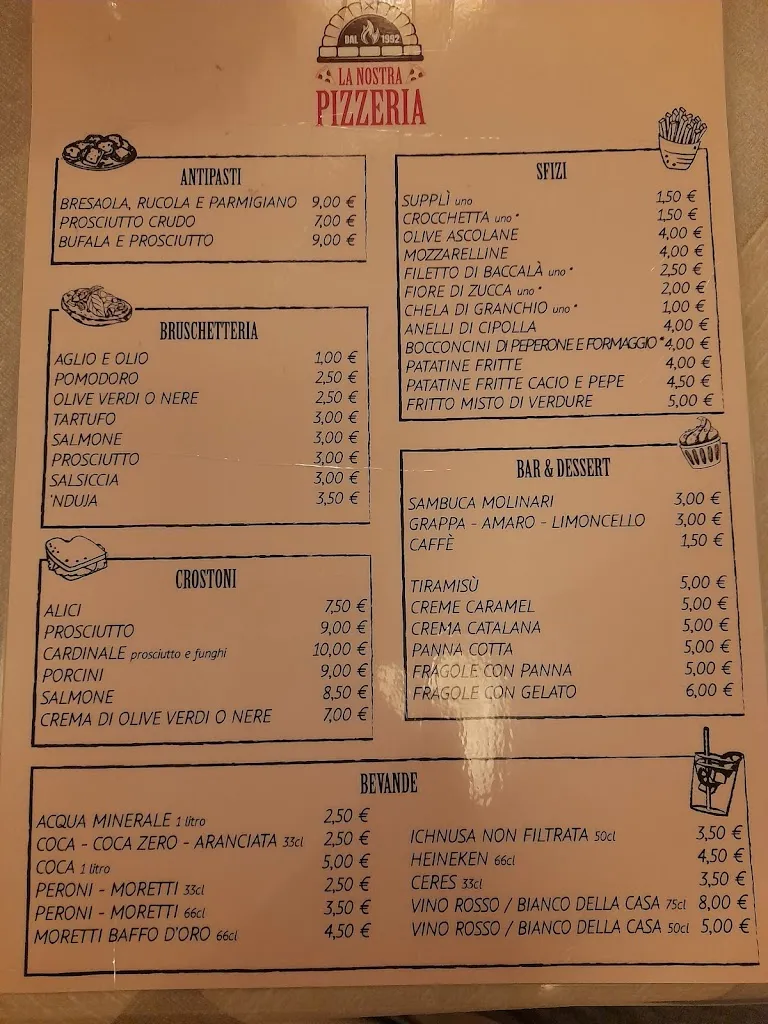 DAL 1992
LA NOSTRA
PIZZERIA
ANTIPASTI
BRESAOLA, RUCOLA E PARMIGIANO 9,00 €
PROSCIUTTO CRUDO 7,00 €
BUFALA E PROSCIUTTO 9,00 €
BRUSCHETTERIA
AGLIO E OLIO 1,00 €
POMODORO 2,50 €
OLIVE VERDI O NERE 2,50 €
TARTUFO 3,00 €
SALMONE 3,00 €
PROSCIUTTO 3,00 €
SALSICCIA 3,00 €
'NDUJA 3,50 €
CROSTONI
ALICI 7,50 €
PROSCIUTTO 9,00 €
CARDINALE prosciutto e funghi 10,00 €
PORCINI 9,00 €
SALMONE 8,50 €
CREMA DI OLIVE VERDI O NERE 7,00 €
SFIZI
SUPPLÌ uno 1,50 €
CROCCHETTA uno * 1,50 €
OLIVE ASCOLANE 4,00 €
MOZZARELLINE 4,00 €
FILETTO DI BACCALÀ uno * 2,50 €
FIORE DI ZUCCA uno * 2,00 €
CHELA DI GRANCHIO uno * 1,00 €
ANELLI DI CIPOLLA 4,00 €
BOCCONCINI DI PEPERONE E FORMAGGIO * 4,00 €
PATATINE FRITTE 4,00 €
PATATINE FRITTE CACIO E PEPE 4,50 €
FRITTO MISTO DI VERDURE 5,00 €
BAR & DESSERT
SAMBUCA MOLINARI 3,00 €
GRAPPA - AMARO - LIMONCELLO 3,00 €
CAFFÈ 1,50 €
TIRAMISÙ 5,00 €
CREME CARAMEL 5,00 €
CREMA CATALANA 5,00 €
PANNA COTTA 5,00 €
FRAGOLE CON PANNA 5,00 €
FRAGOLE CON GELATO 6,00 €
BEVANDE
ACQUA MINERALE 1 litro 2,50 €
COCA - COCA ZERO - ARANCIATA 33cl 2,50 €
COCA 1 litro 5,00 €
PERONI - MORETTI 33cl 2,50 €
PERONI - MORETTI 66cl 3,50 €
MORETTI BAFFO D'ORO 66cl 4,50 €
ICHNUSA NON FILTRATA 50cl 3,50 €
HEINEKEN 66cl 4,50 €
CERES 33cl 3,50 €
VINO ROSSO / BIANCO DELLA CASA 75cl 8,00 €
VINO ROSSO / BIANCO DELLA CASA 50cl 5,00 €